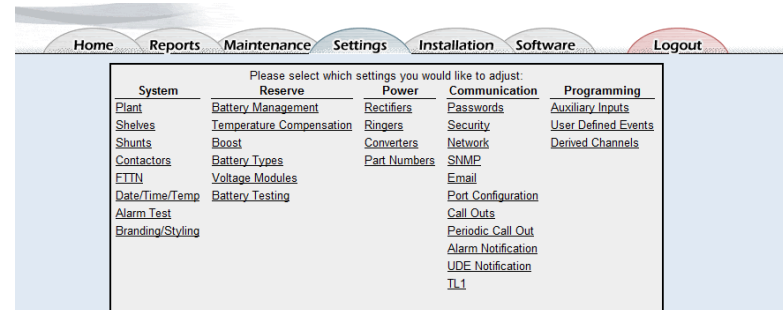 Home Reports Maintenance Settings Installation Software Logout
Please select which settings you would like to adjust:
System Reserve Power Communication Programming
Plant Battery Management Rectifiers Passwords Auxiliary Inputs
Shelves Temperature Compensation Ringers Security User Defined Events
Shunts Boost Converters Network Derived Channels
Contactors Battery Types Part Numbers SNMP
FTTN Voltage Modules Email
Date/Time/Temp Battery Testing Port Configuration
Alarm Test Call Outs
Branding/Styling Periodic Call Out
Alarm Notification
UDE Notification
TL1